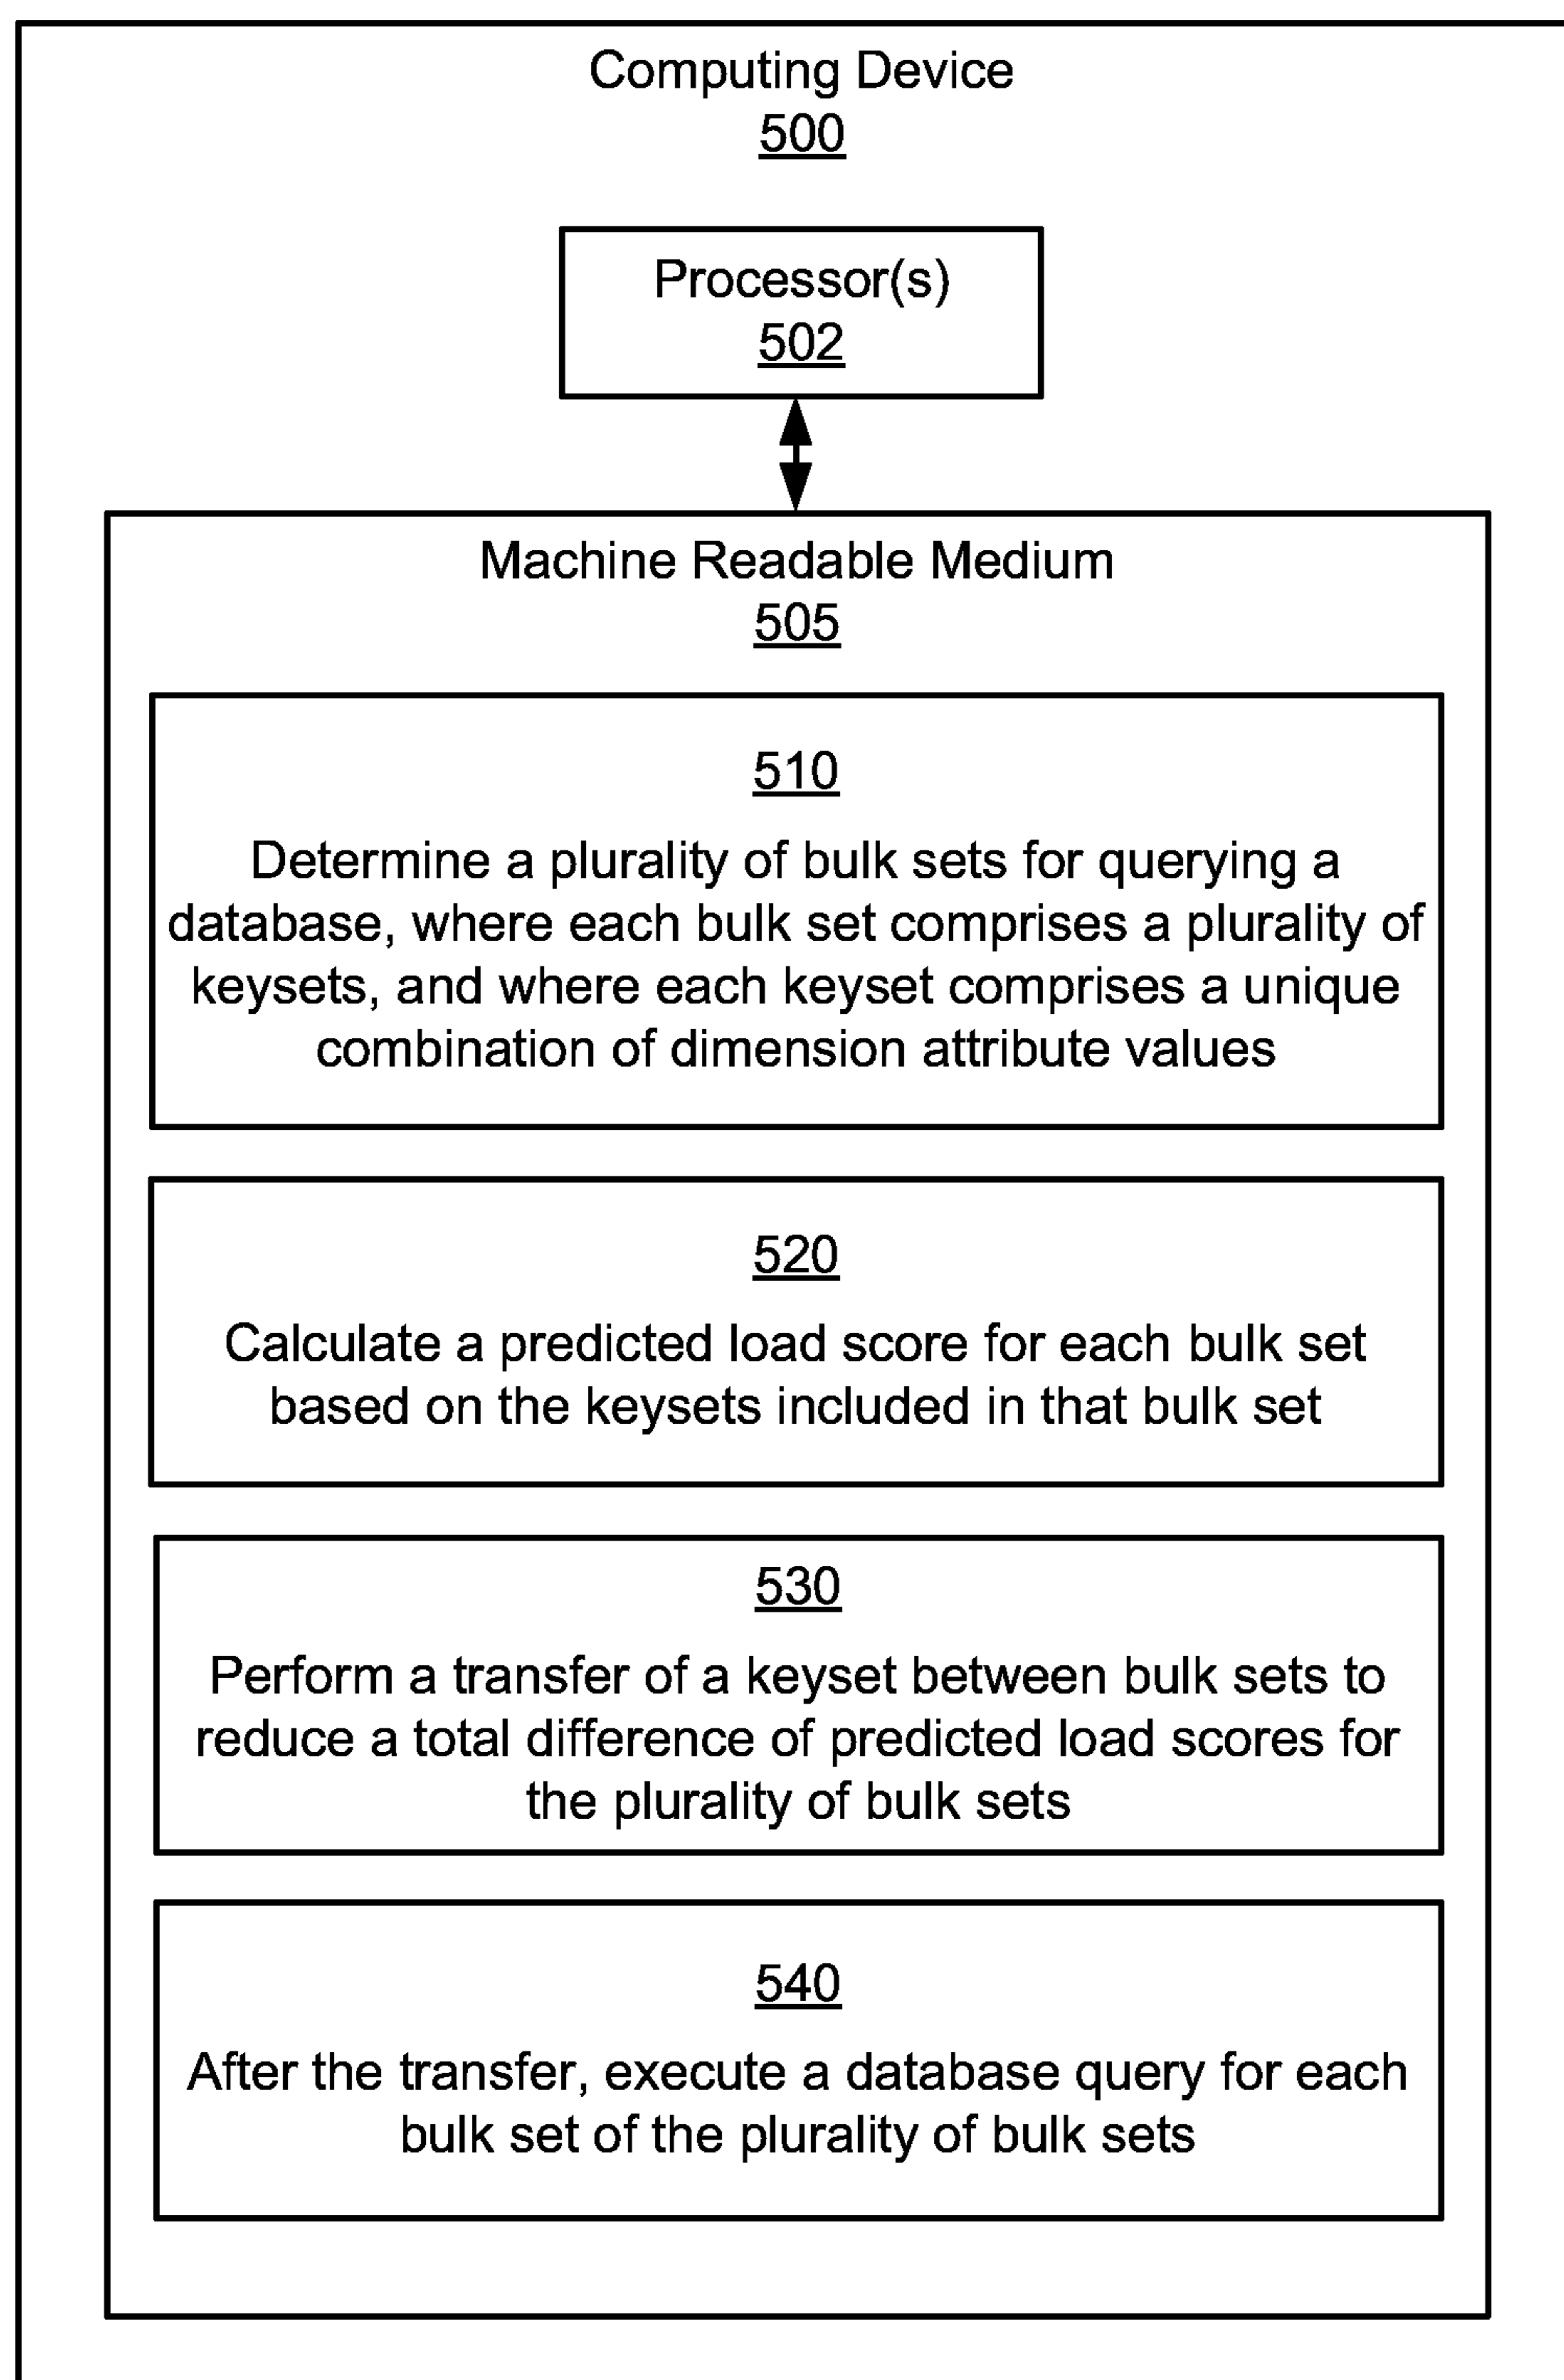 Computing Device
500
Processor(s)
502
Machine Readable Medium
505
510
Determine a plurality of bulk sets for querying a
database, where each bulk set comprises a plurality of
keysets, and where each keyset comprises a unique
combination of dimension attribute values
520
Calculate a predicted load score for each bulk set
based on the keysets included in that bulk set
530
Perform a transfer of a keyset between bulk sets to
reduce a total difference of predicted load scores for
the plurality of bulk sets
540
After the transfer, execute a database query for each
bulk set of the plurality of bulk sets